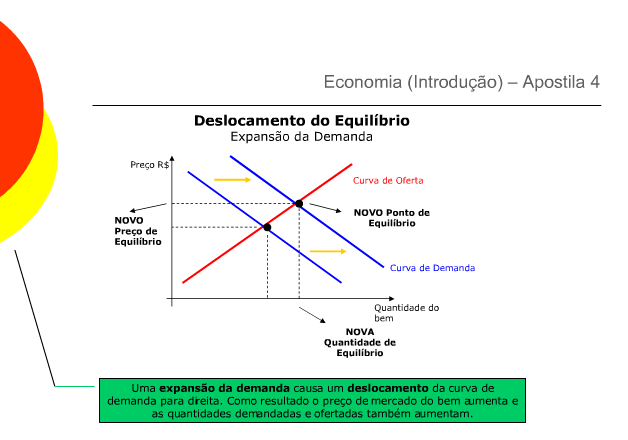 Economia (Introdução) – Apostila 4
Deslocamento do Equilíbrio
Expansão da Demanda
Preço R$
Curva de Oferta
NOVO
Preço de
Equilíbrio
NOVO Ponto de
Equilíbrio
Curva de Demanda
Quantidade do
bem
NOVA
Quantidade de
Equilíbrio
Uma expansão da demanda causa um deslocamento da curva de
demanda para direita. Como resultado o preço de mercado do bem aumenta e
as quantidades demandadas e ofertadas também aumentam.